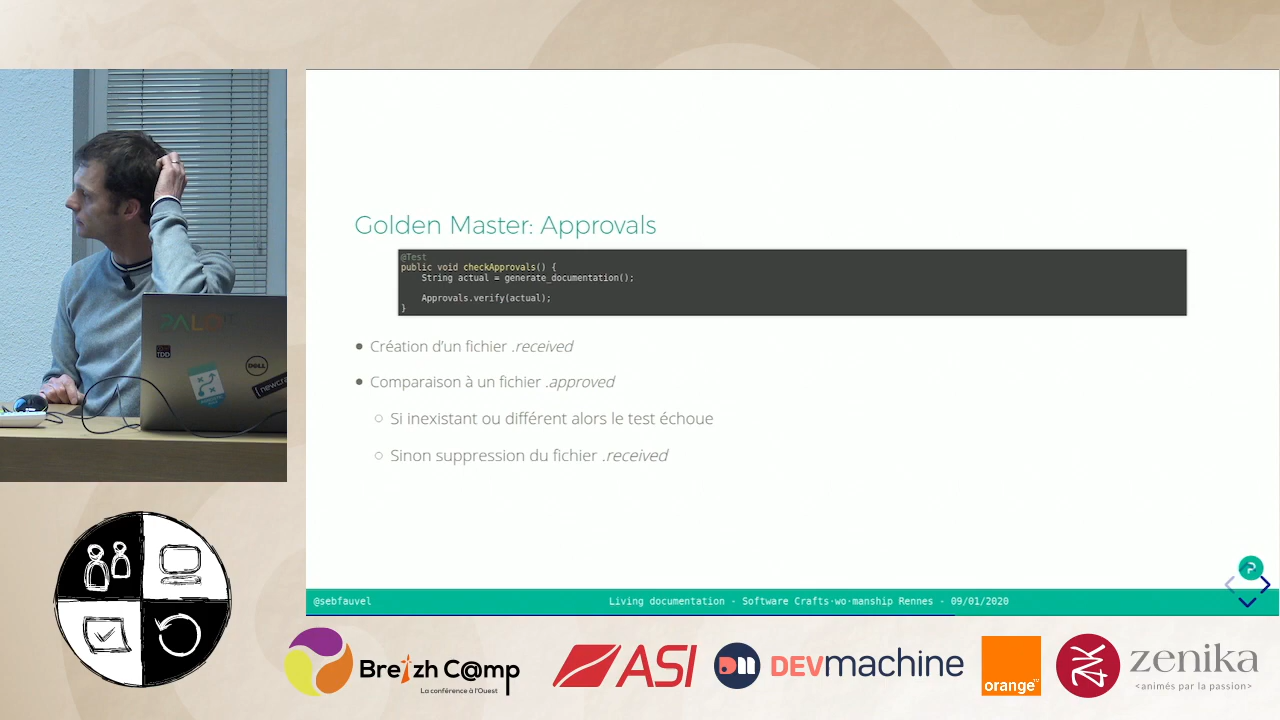 Golden Master: Approvals
@Test
public void checkApprovals() {
String actual = generate_documentation();
Approvals.verify(actual);
}
Création d'un fichier .received
Comparaison à un fichier .approved
Si inexistant ou différent alors le test échoue
Sinon suppression du fichier .received
@sebfauvel
Living documentation - Software Crafts·wo·manship Rennes - 09/01/2020
TDD
DELL
Breizh C@mp
La conférence à l'Ouest
ASI
DEVmachine
orange
TM
zenika
<animés par la passion>